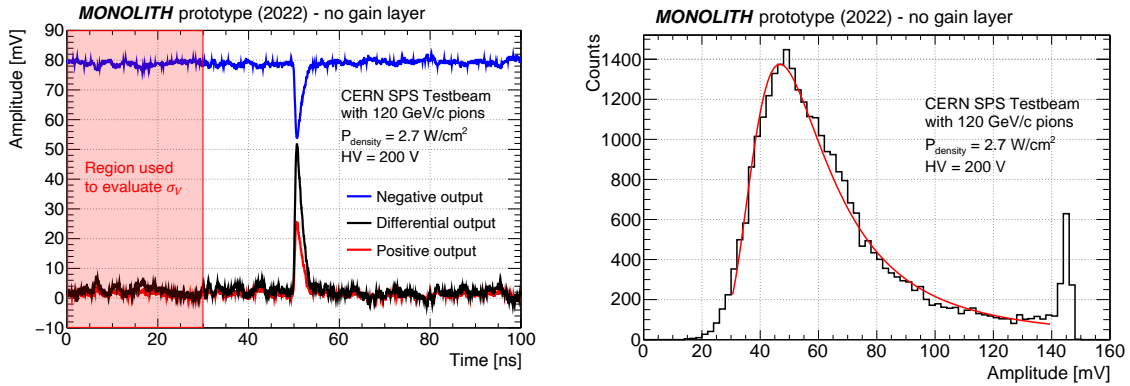 MONOLITH prototype (2022) - no gain layer
Amplitude [mV]
90
80
70
60
50
40
30
20
10
0
−10
CERN SPS Testbeam
with 120 GeV/c pions
P_density = 2.7 W/cm²
HV = 200 V
Region used
to evaluate σ_V
Negative output
Differential output
Positive output
0 20 40 60 80 100
Time [ns]
MONOLITH prototype (2022) - no gain layer
Counts
1400
1200
1000
800
600
400
200
0
CERN SPS Testbeam
with 120 GeV/c pions
P_density = 2.7 W/cm²
HV = 200 V
0 20 40 60 80 100 120 140 160
Amplitude [mV]